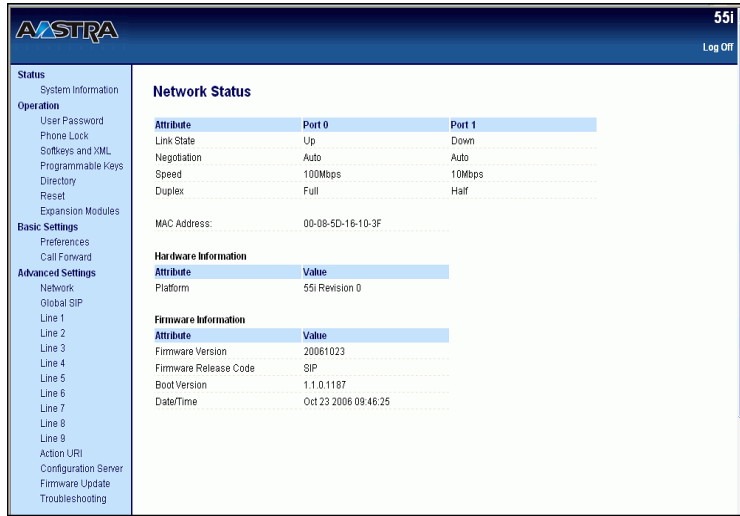 AASTRA
55i
Log Off
Status
System Information
Operation
User Password
Phone Lock
Softkeys and XML
Programmable Keys
Directory
Reset
Expansion Modules
Basic Settings
Preferences
Call Forward
Advanced Settings
Network
Global SIP
Line 1
Line 2
Line 3
Line 4
Line 5
Line 6
Line 7
Line 8
Line 9
Action URI
Configuration Server
Firmware Update
Troubleshooting
Network Status
Attribute Port 0 Port 1
Link State Up Down
Negotiation Auto Auto
Speed 100Mbps 10Mbps
Duplex Full Half
MAC Address: 00-08-5D-16-10-3F
Hardware Information
Attribute Value
Platform 55i Revision 0
Firmware Information
Attribute Value
Firmware Version 20061023
Firmware Release Code SIP
Boot Version 1.1.0.1187
Date/Time Oct 23 2006 09:46:25